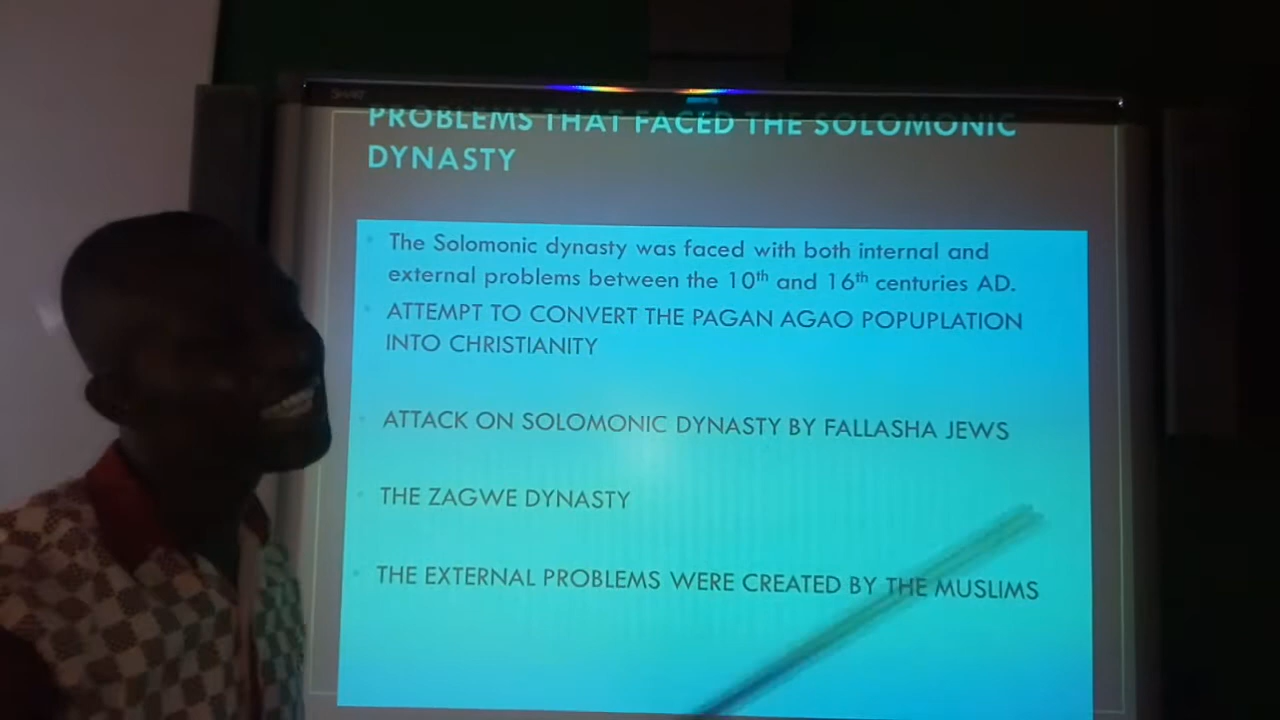 SMART
PROBLEMS THAT FACED THE SOLOMONIC
DYNASTY
The Solomonic dynasty was faced with both internal and
external problems between the 10th and 16th centuries AD.
ATTEMPT TO CONVERT THE PAGAN AGAO POPUPLATION
INTO CHRISTIANITY
ATTACK ON SOLOMONIC DYNASTY BY FALLASHA JEWS
THE ZAGWE DYNASTY
THE EXTERNAL PROBLEMS WERE CREATED BY THE MUSLIMS